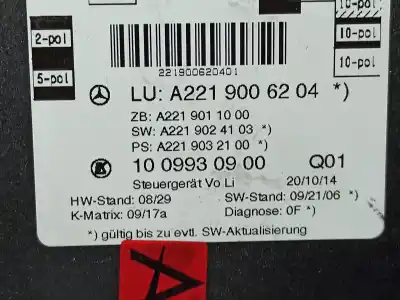 10-pol
2-pol
10-pol
5-pol
10-pol
221900620401
LU: A221 900 62 04 *)
ZB: A221 901 10 00
SW: A221 902 41 03 *)
PS: A221 903 21 00 *)
10 0993 09 00 Q01
Steuergerät Vo Li 20/10/14
HW-Stand: 08/29 SW-Stand: 09/21/06 *)
K-Matrix: 09/17a Diagnose: 0F *)
*) gültig bis zu evtl. SW-Aktualisierung
A